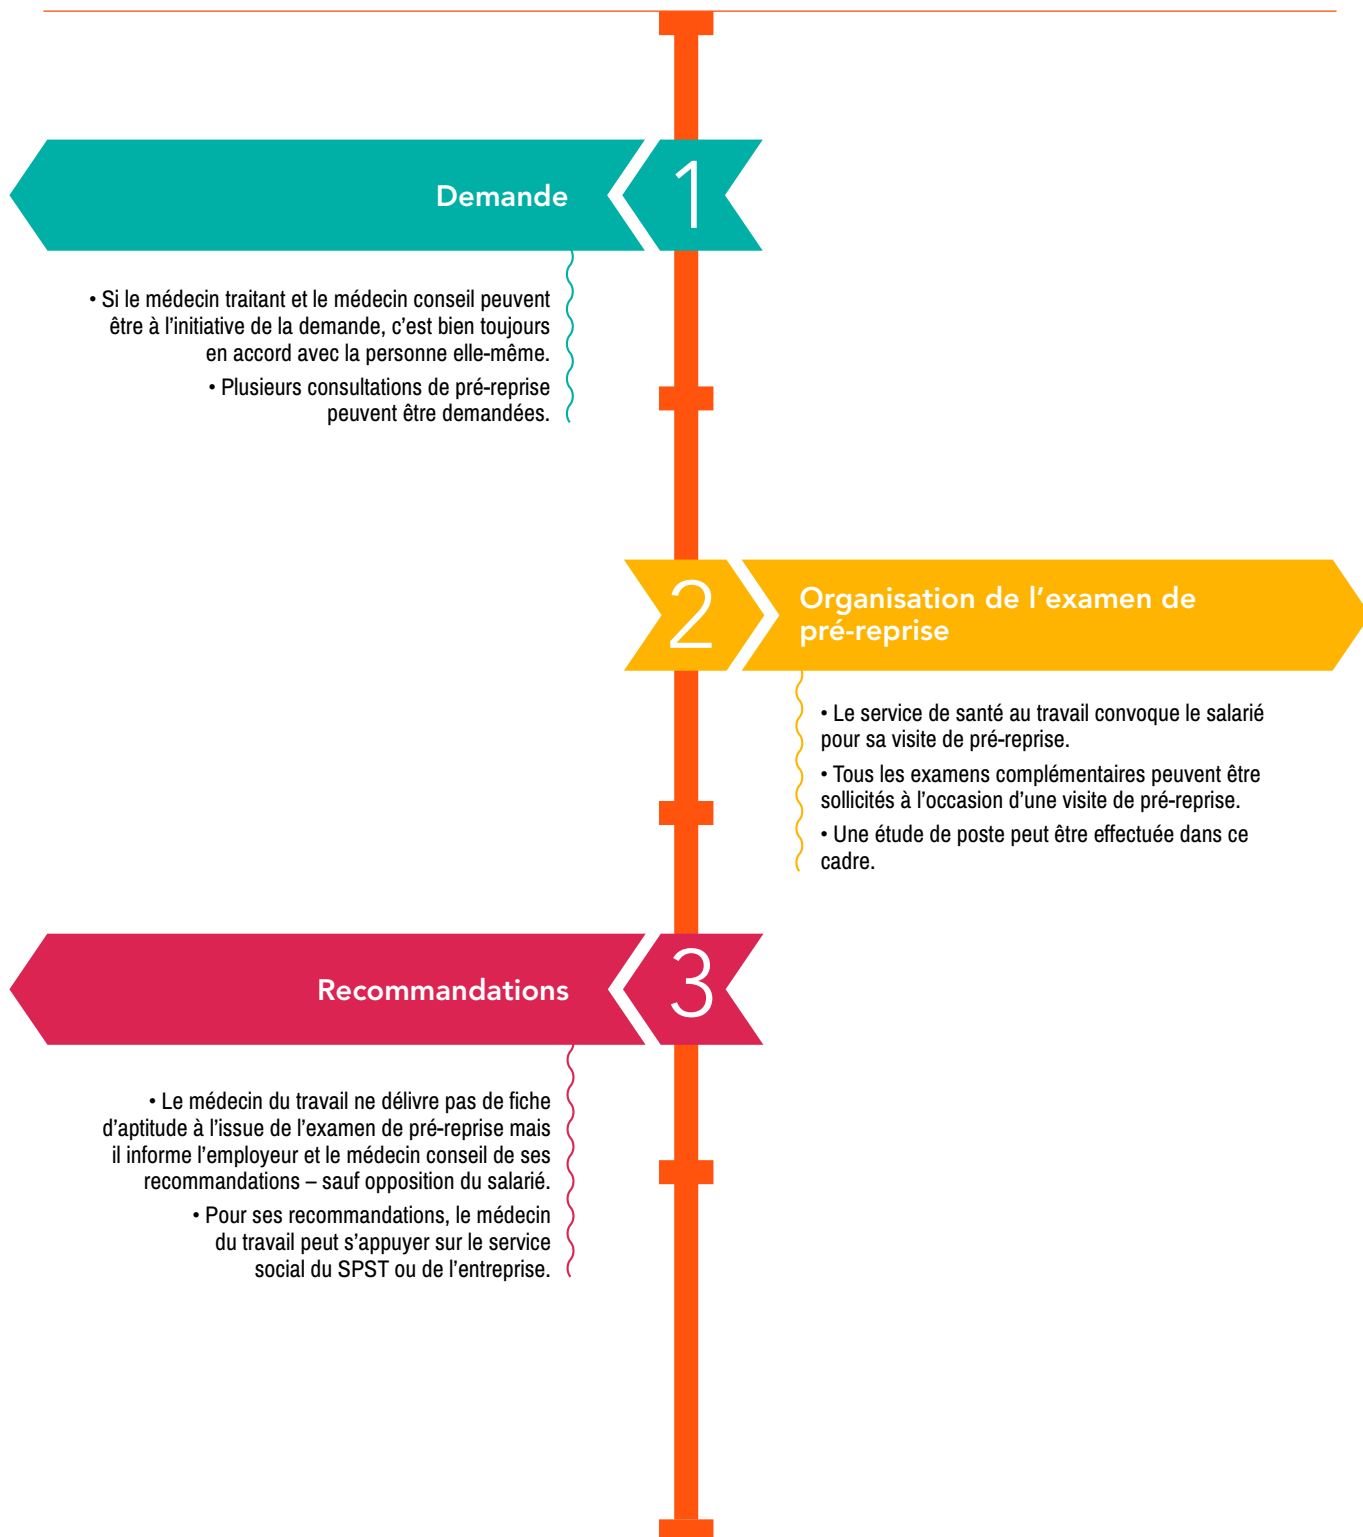 1
Demande
• Si le médecin traitant et le médecin conseil peuvent
être à l’initiative de la demande, c’est bien toujours
en accord avec la personne elle-même.
• Plusieurs consultations de pré-reprise
peuvent être demandées.
2
Organisation de l’examen de
pré-reprise
• Le service de santé au travail convoque le salarié
pour sa visite de pré-reprise.
• Tous les examens complémentaires peuvent être
sollicités à l’occasion d’une visite de pré-reprise.
• Une étude de poste peut être effectuée dans ce
cadre.
3
Recommandations
• Le médecin du travail ne délivre pas de fiche
d’aptitude à l’issue de l’examen de pré-reprise mais
il informe l’employeur et le médecin conseil de ses
recommandations – sauf opposition du salarié.
• Pour ses recommandations, le médecin
du travail peut s’appuyer sur le service
social du SPST ou de l’entreprise.